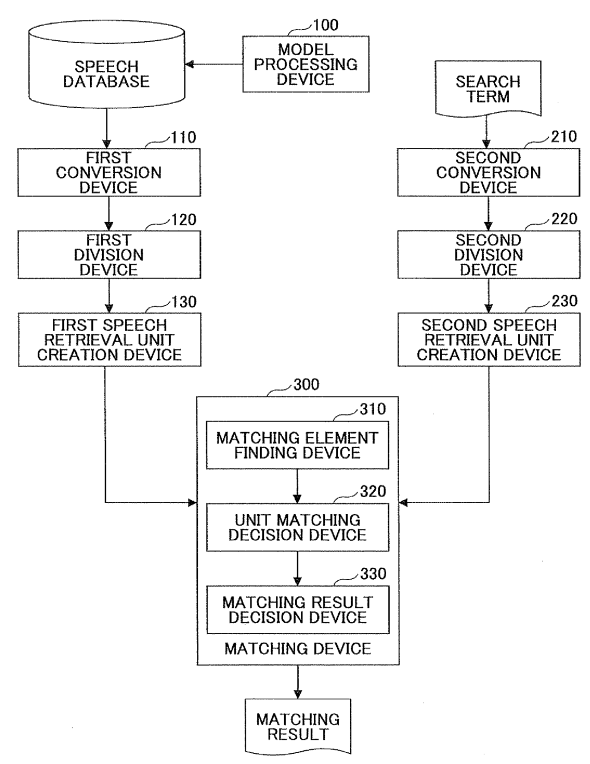 100
SPEECH
DATABASE
MODEL
PROCESSING
DEVICE
SEARCH
TERM
110
FIRST
CONVERSION
DEVICE
210
SECOND
CONVERSION
DEVICE
120
FIRST
DIVISION
DEVICE
220
SECOND
DIVISION
DEVICE
130
FIRST SPEECH
RETRIEVAL UNIT
CREATION DEVICE
230
SECOND SPEECH
RETRIEVAL UNIT
CREATION DEVICE
300
310
MATCHING ELEMENT
FINDING DEVICE
320
UNIT MATCHING
DECISION DEVICE
330
MATCHING RESULT
DECISION DEVICE
MATCHING DEVICE
MATCHING
RESULT